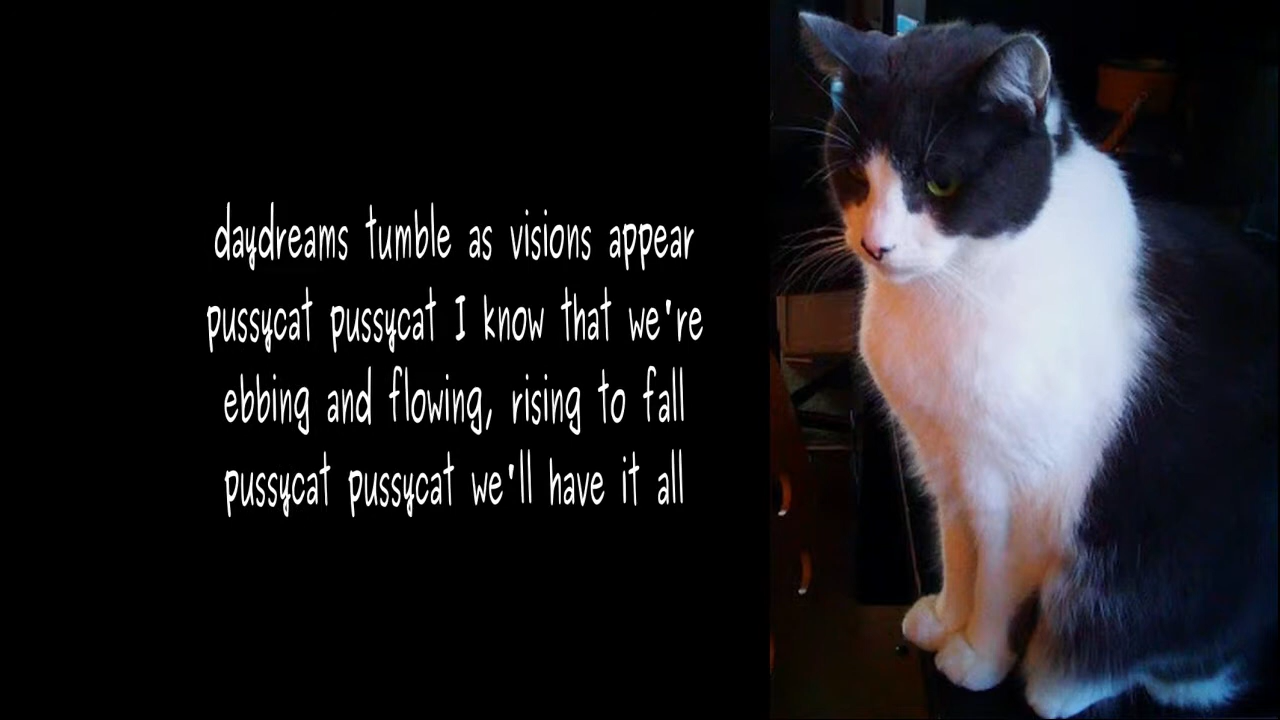 daydreams tumble as visions appear
pussycat pussycat I know that we're
ebbing and flowing, rising to fall
pussycat pussycat we'll have it all